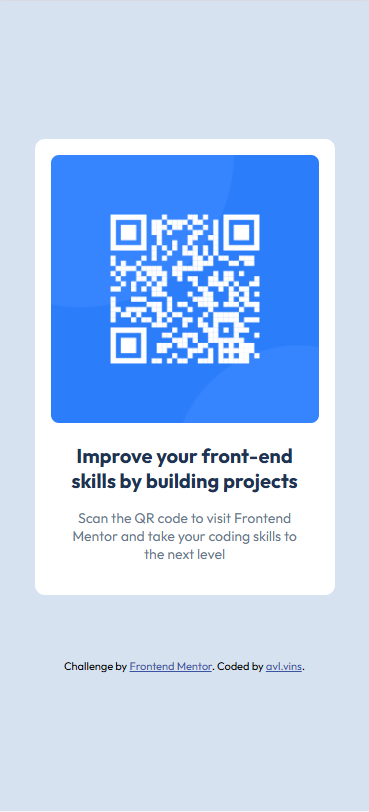 Improve your front-end
skills by building projects
Scan the QR code to visit Frontend
Mentor and take your coding skills to
the next level
Challenge by Frontend Mentor. Coded by avl.vins.